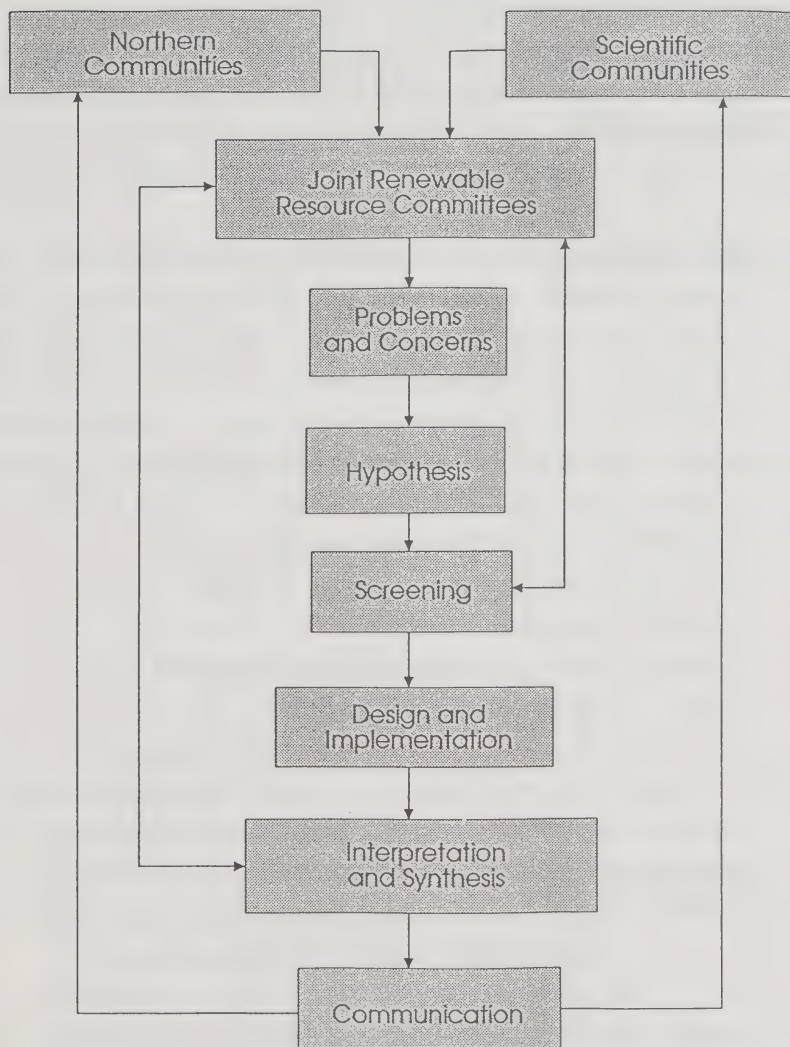 Northern
Communities
Scientific
Communities
Joint Renewable
Resource Committees
Problems
and Concerns
Hypothesis
Screening
Design and
Implementation
Interpretation
and Synthesis
Communication